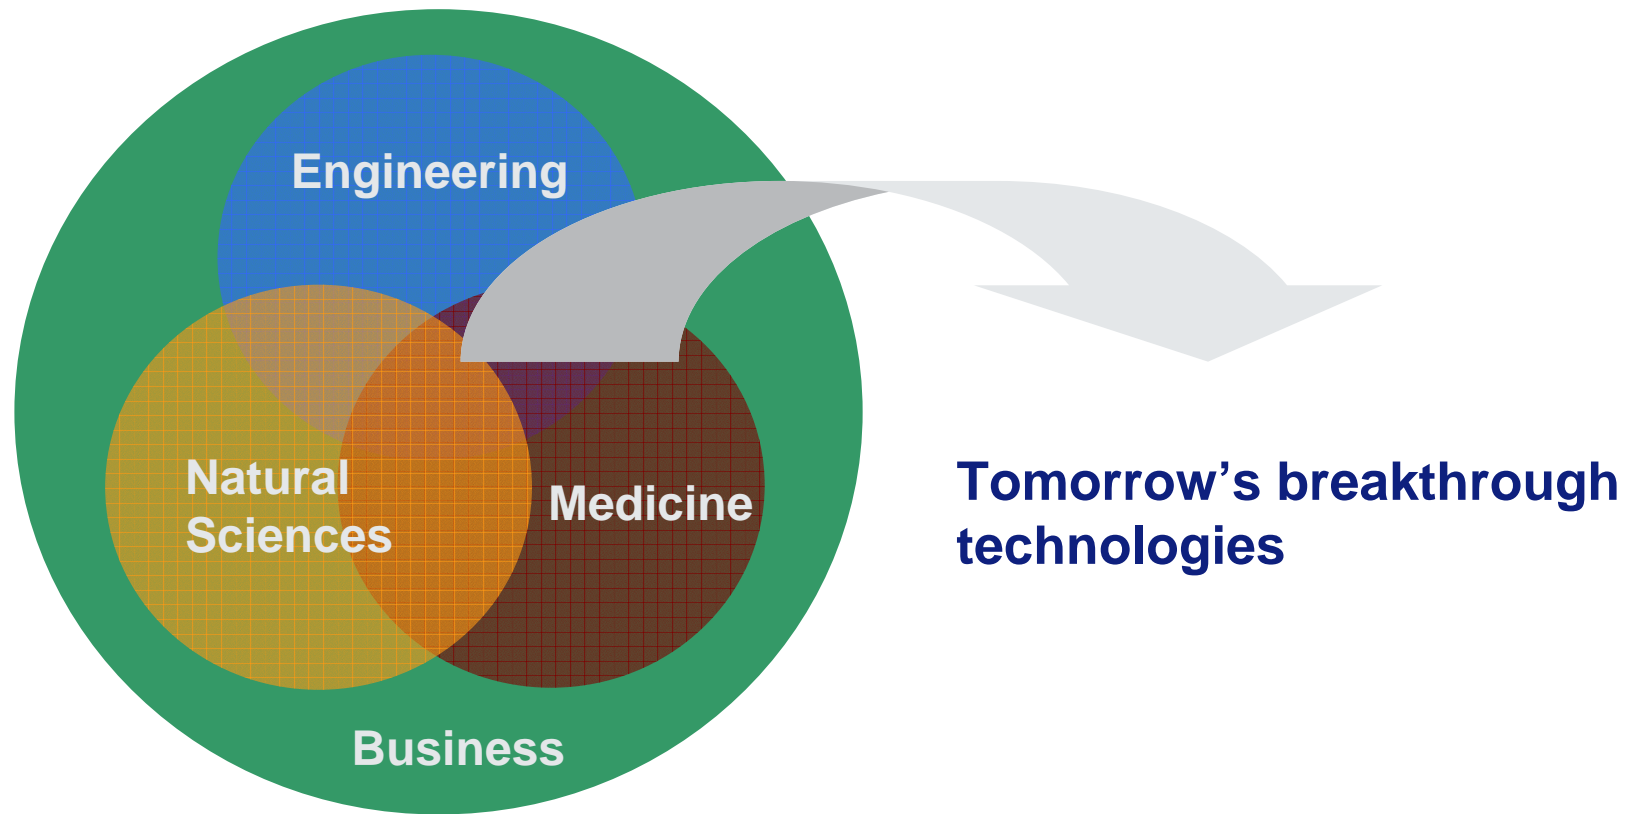 Engineering
Natural
Sciences
Medicine
Business
Tomorrow’s breakthrough
technologies